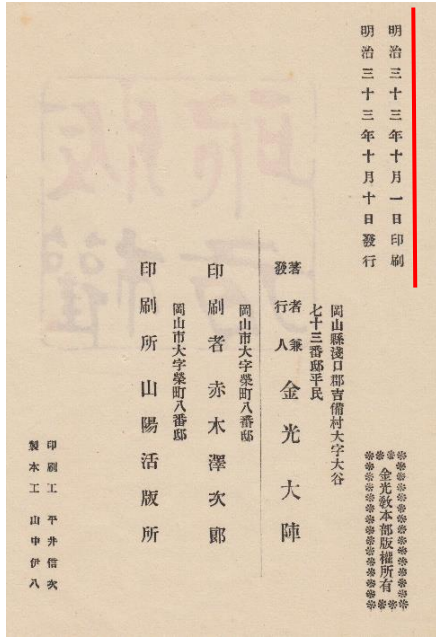 明治三十三年十月一日印刷
明治三十三年十月十日發行
金光教本部版權所有
岡山縣淺口郡吉備村大字大谷
七十三番邸平民
著者兼
發行人
金光大陣
岡山市大字榮町八番邸
印刷者 赤木澤次郎
岡山市大字榮町八番邸
印刷所 山陽活版所
印刷工 平井信次
製本工 山中伊八